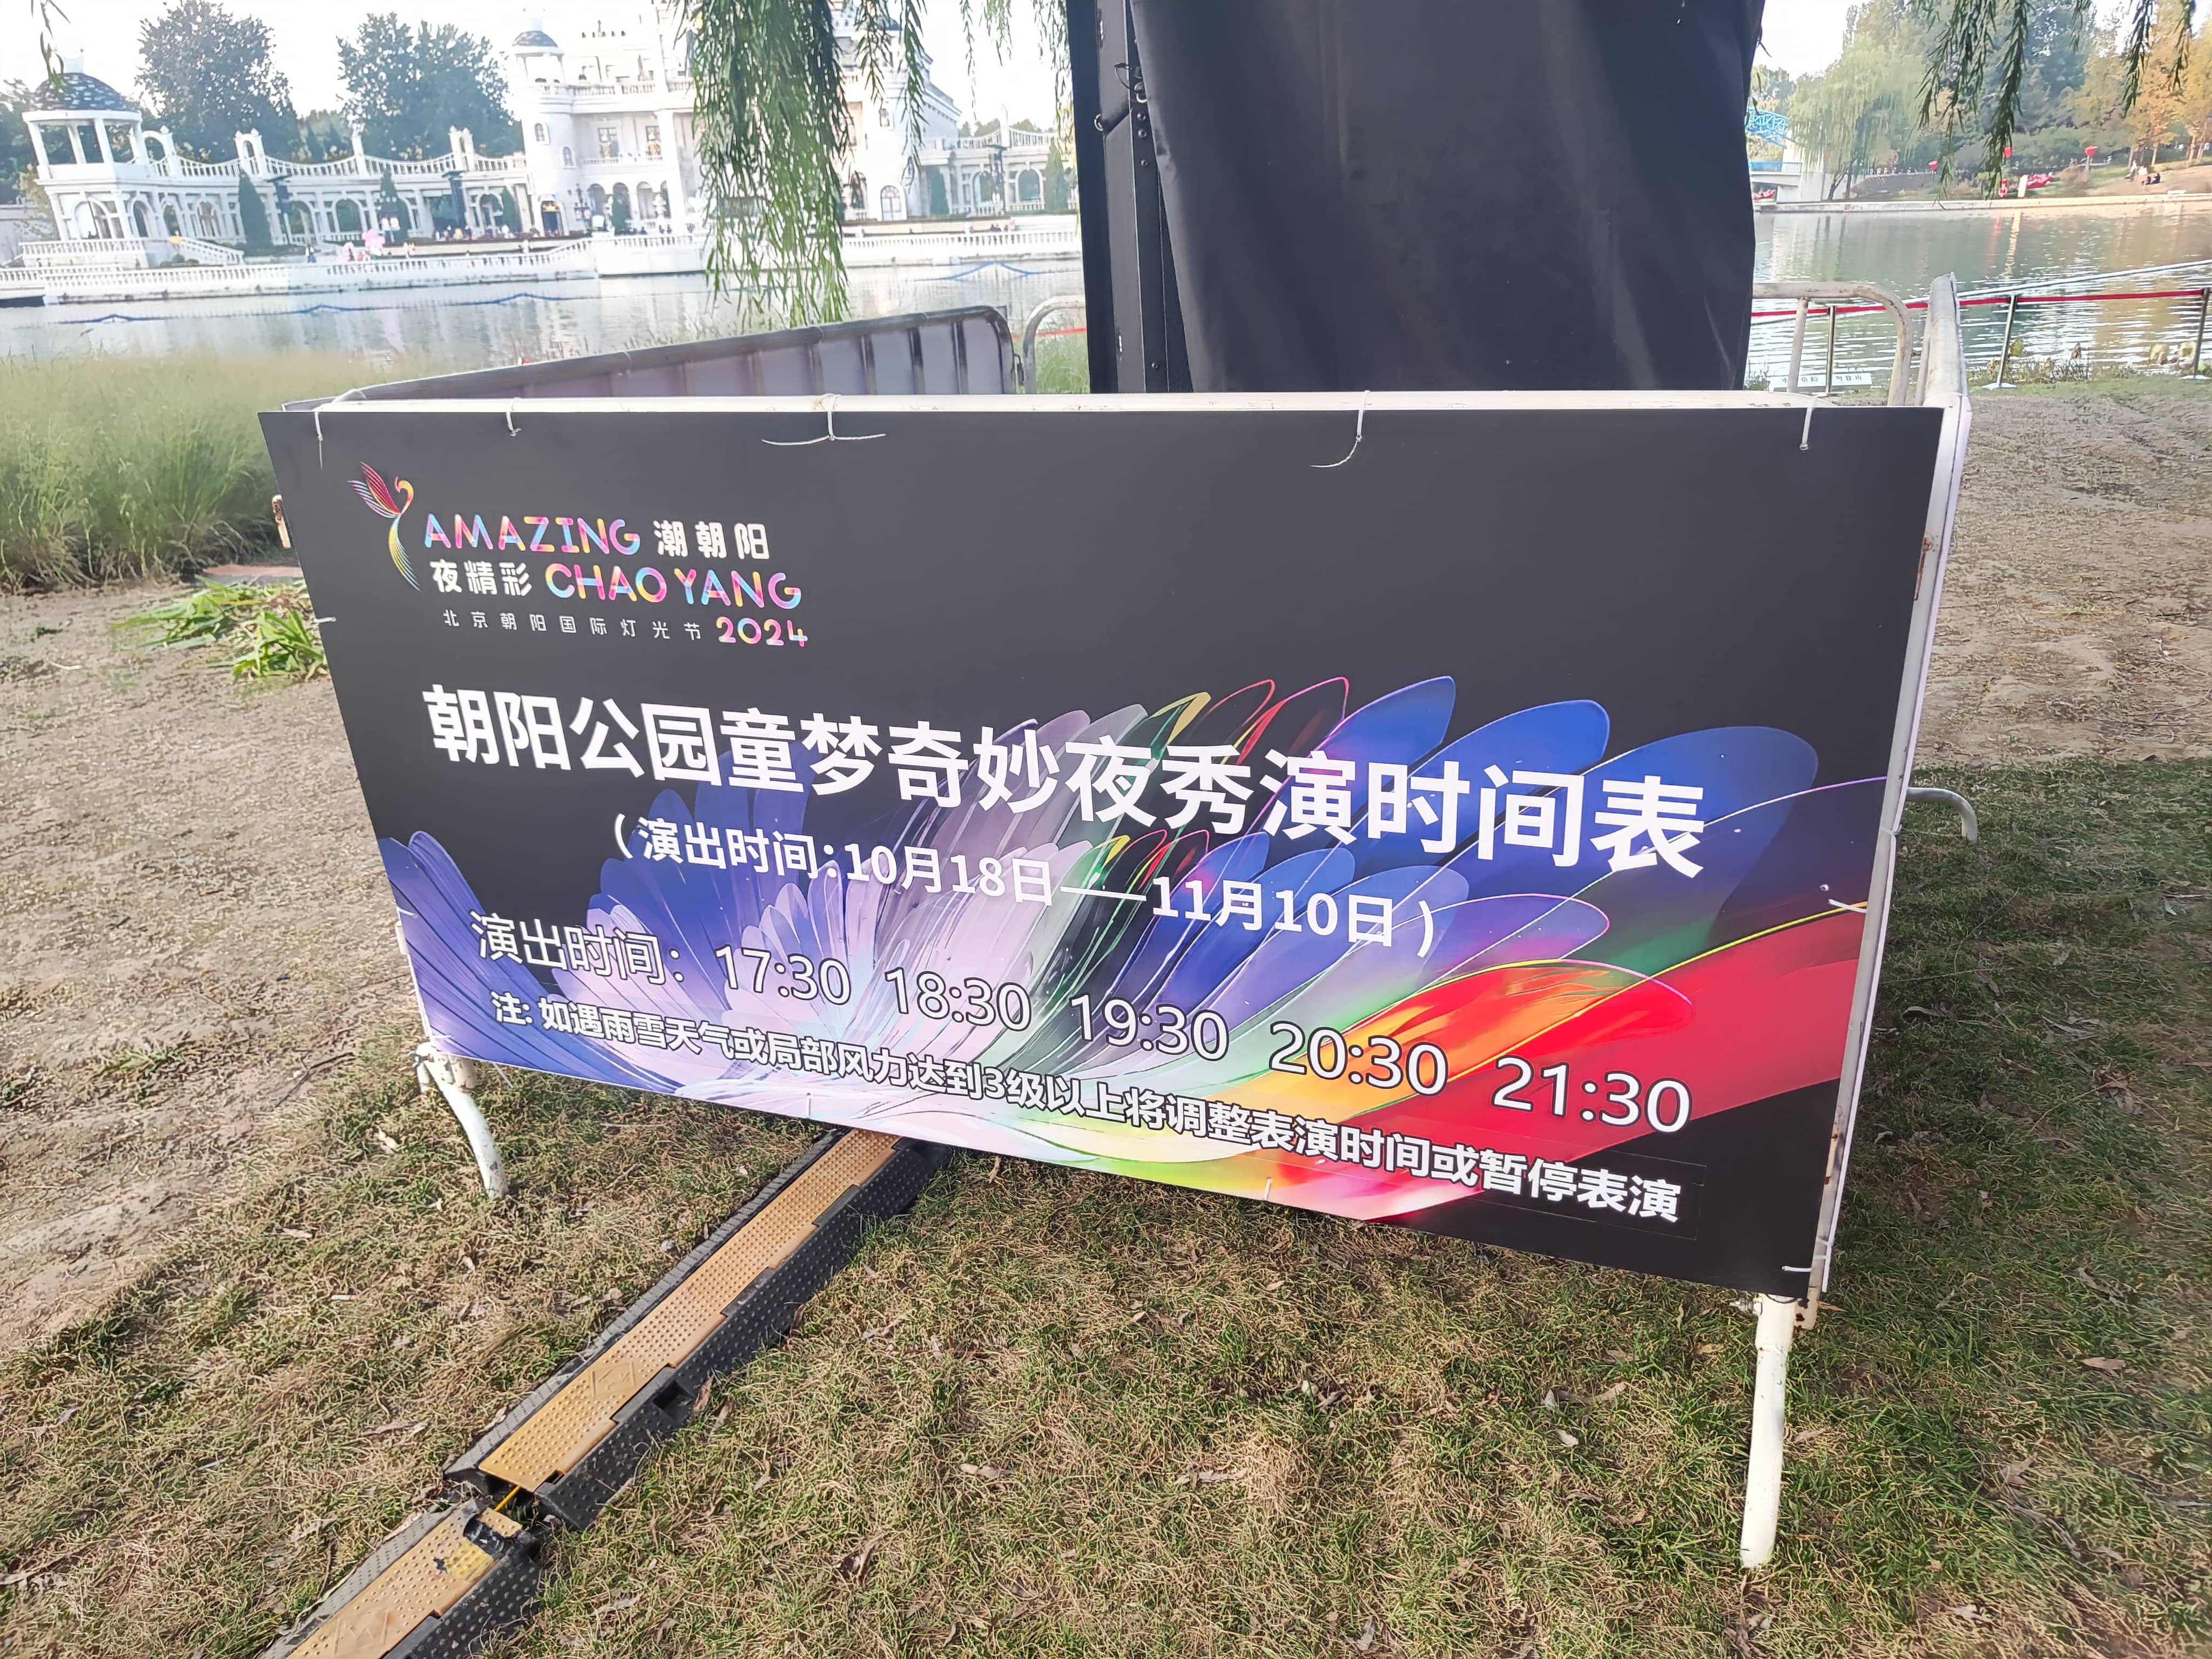 AMAZING 潮朝阳
夜精彩 CHAOYANG
北京朝阳国际灯光节 2024
朝阳公园童梦奇妙夜秀演时间表
(演出时间:10月18日——11月10日)
演出时间: 17:30 18:30 19:30 20:30 21:30
注: 如遇雨雪天气或局部风力达到3级以上将调整表演时间或暂停表演